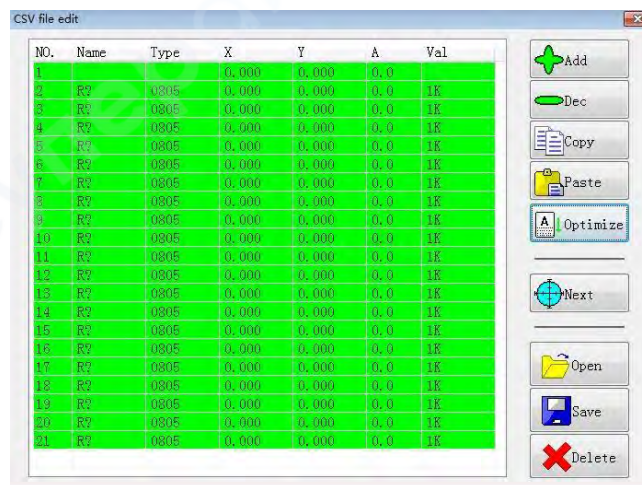 CSV file edit
NO. Name Type X Y A Val
1 0.000 0.000 0.0
2 R? 0805 0.000 0.000 0.0 1K
3 R? 0805 0.000 0.000 0.0 1K
4 R? 0805 0.000 0.000 0.0 1K
5 R? 0805 0.000 0.000 0.0 1K
6 R? 0805 0.000 0.000 0.0 1K
7 R? 0805 0.000 0.000 0.0 1K
8 R? 0805 0.000 0.000 0.0 1K
9 R? 0805 0.000 0.000 0.0 1K
10 R? 0805 0.000 0.000 0.0 1K
11 R? 0805 0.000 0.000 0.0 1K
12 R? 0805 0.000 0.000 0.0 1K
13 R? 0805 0.000 0.000 0.0 1K
14 R? 0805 0.000 0.000 0.0 1K
15 R? 0805 0.000 0.000 0.0 1K
16 R? 0805 0.000 0.000 0.0 1K
17 R? 0805 0.000 0.000 0.0 1K
18 R? 0805 0.000 0.000 0.0 1K
19 R? 0805 0.000 0.000 0.0 1K
20 R? 0805 0.000 0.000 0.0 1K
21 R? 0805 0.000 0.000 0.0 1K
Add
Dec
Copy
Paste
A Optimize
Next
Open
Save
Delete